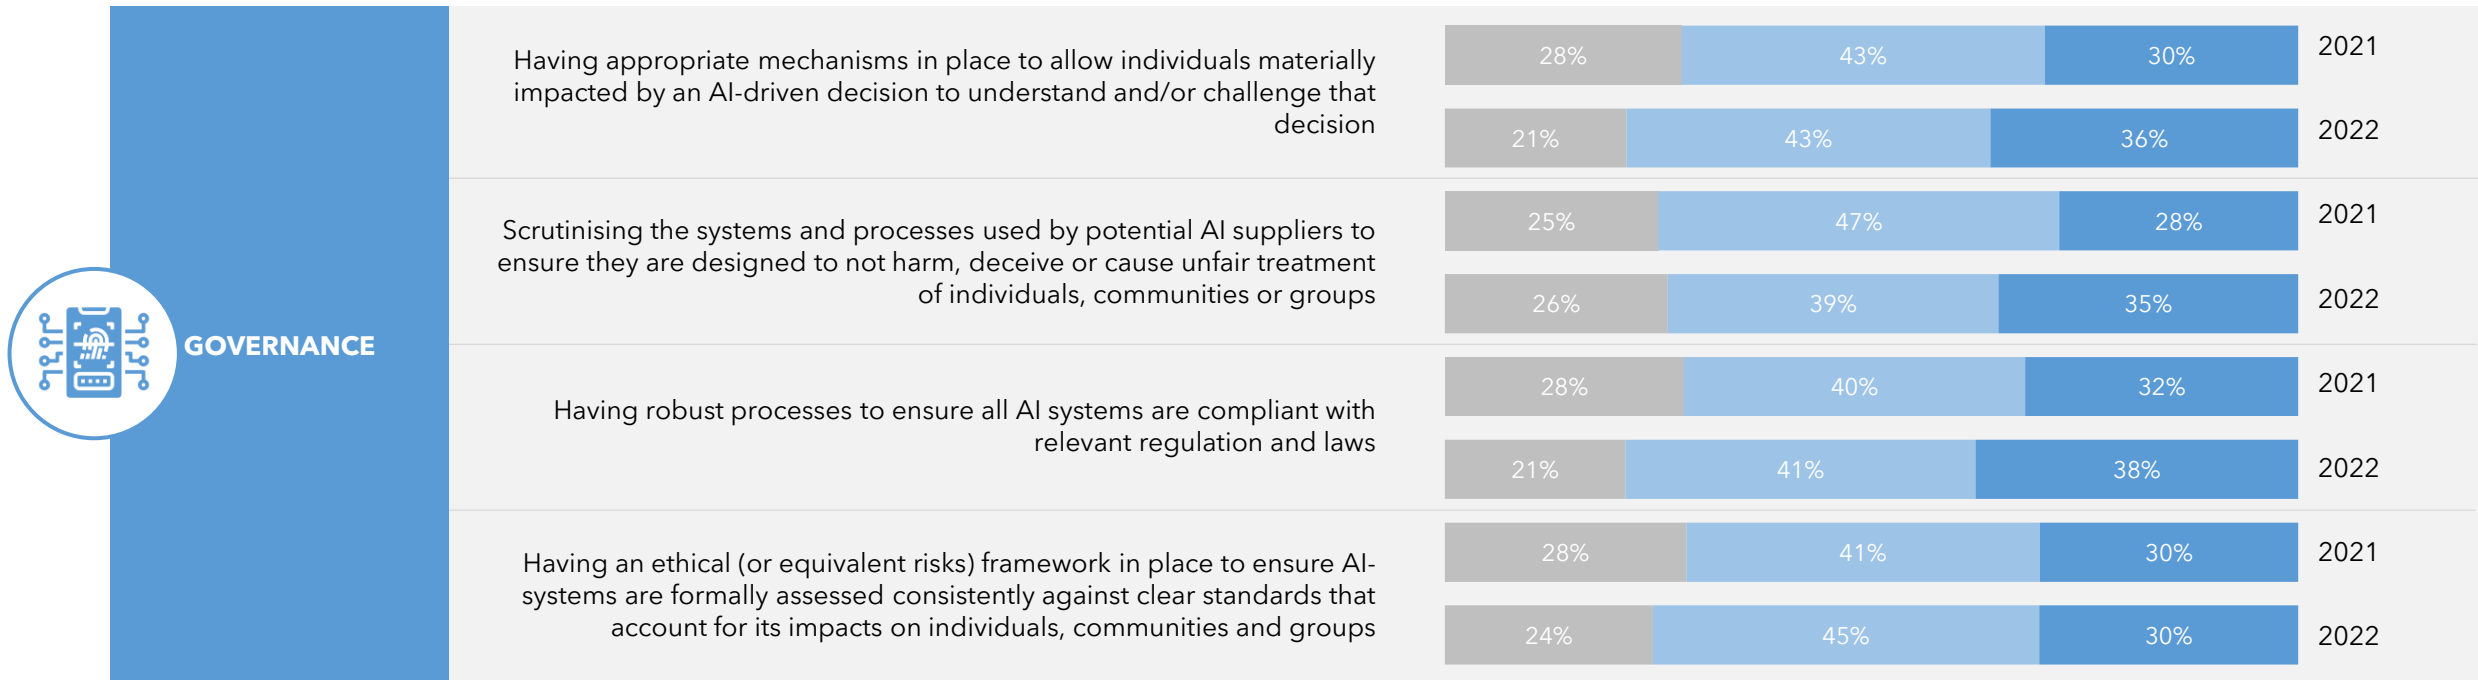 GOVERNANCE
Having appropriate mechanisms in place to allow individuals materially
impacted by an AI-driven decision to understand and/or challenge that
decision
28% 43% 30% 2021
21% 43% 36% 2022
Scrutinising the systems and processes used by potential AI suppliers to
ensure they are designed to not harm, deceive or cause unfair treatment
of individuals, communities or groups
25% 47% 28% 2021
26% 39% 35% 2022
Having robust processes to ensure all AI systems are compliant with
relevant regulation and laws
28% 40% 32% 2021
21% 41% 38% 2022
Having an ethical (or equivalent risks) framework in place to ensure AI-
systems are formally assessed consistently against clear standards that
account for its impacts on individuals, communities and groups
28% 41% 30% 2021
24% 45% 30% 2022